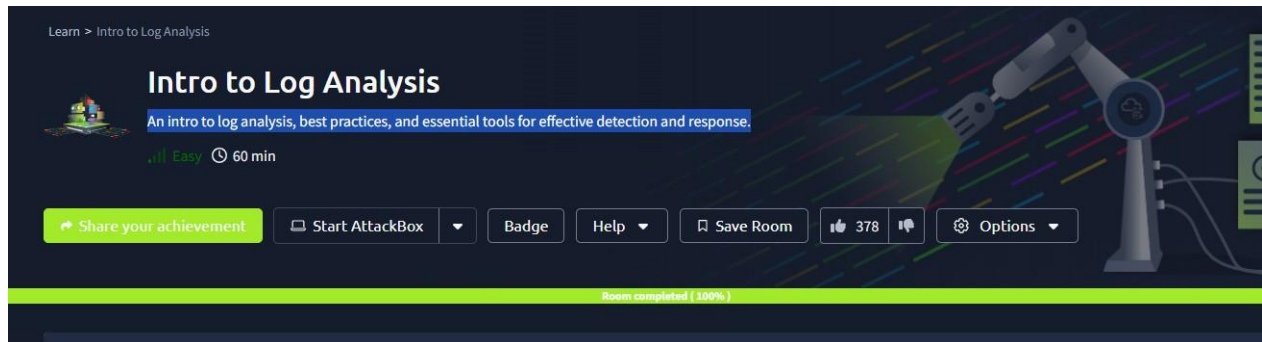 Learn > Intro to Log Analysis
Intro to Log Analysis
An intro to log analysis, best practices, and essential tools for effective detection and response.
Easy 60 min
Share your achievement Start AttackBox Badge Help Save Room 378 Options
Room completed ( 100% )